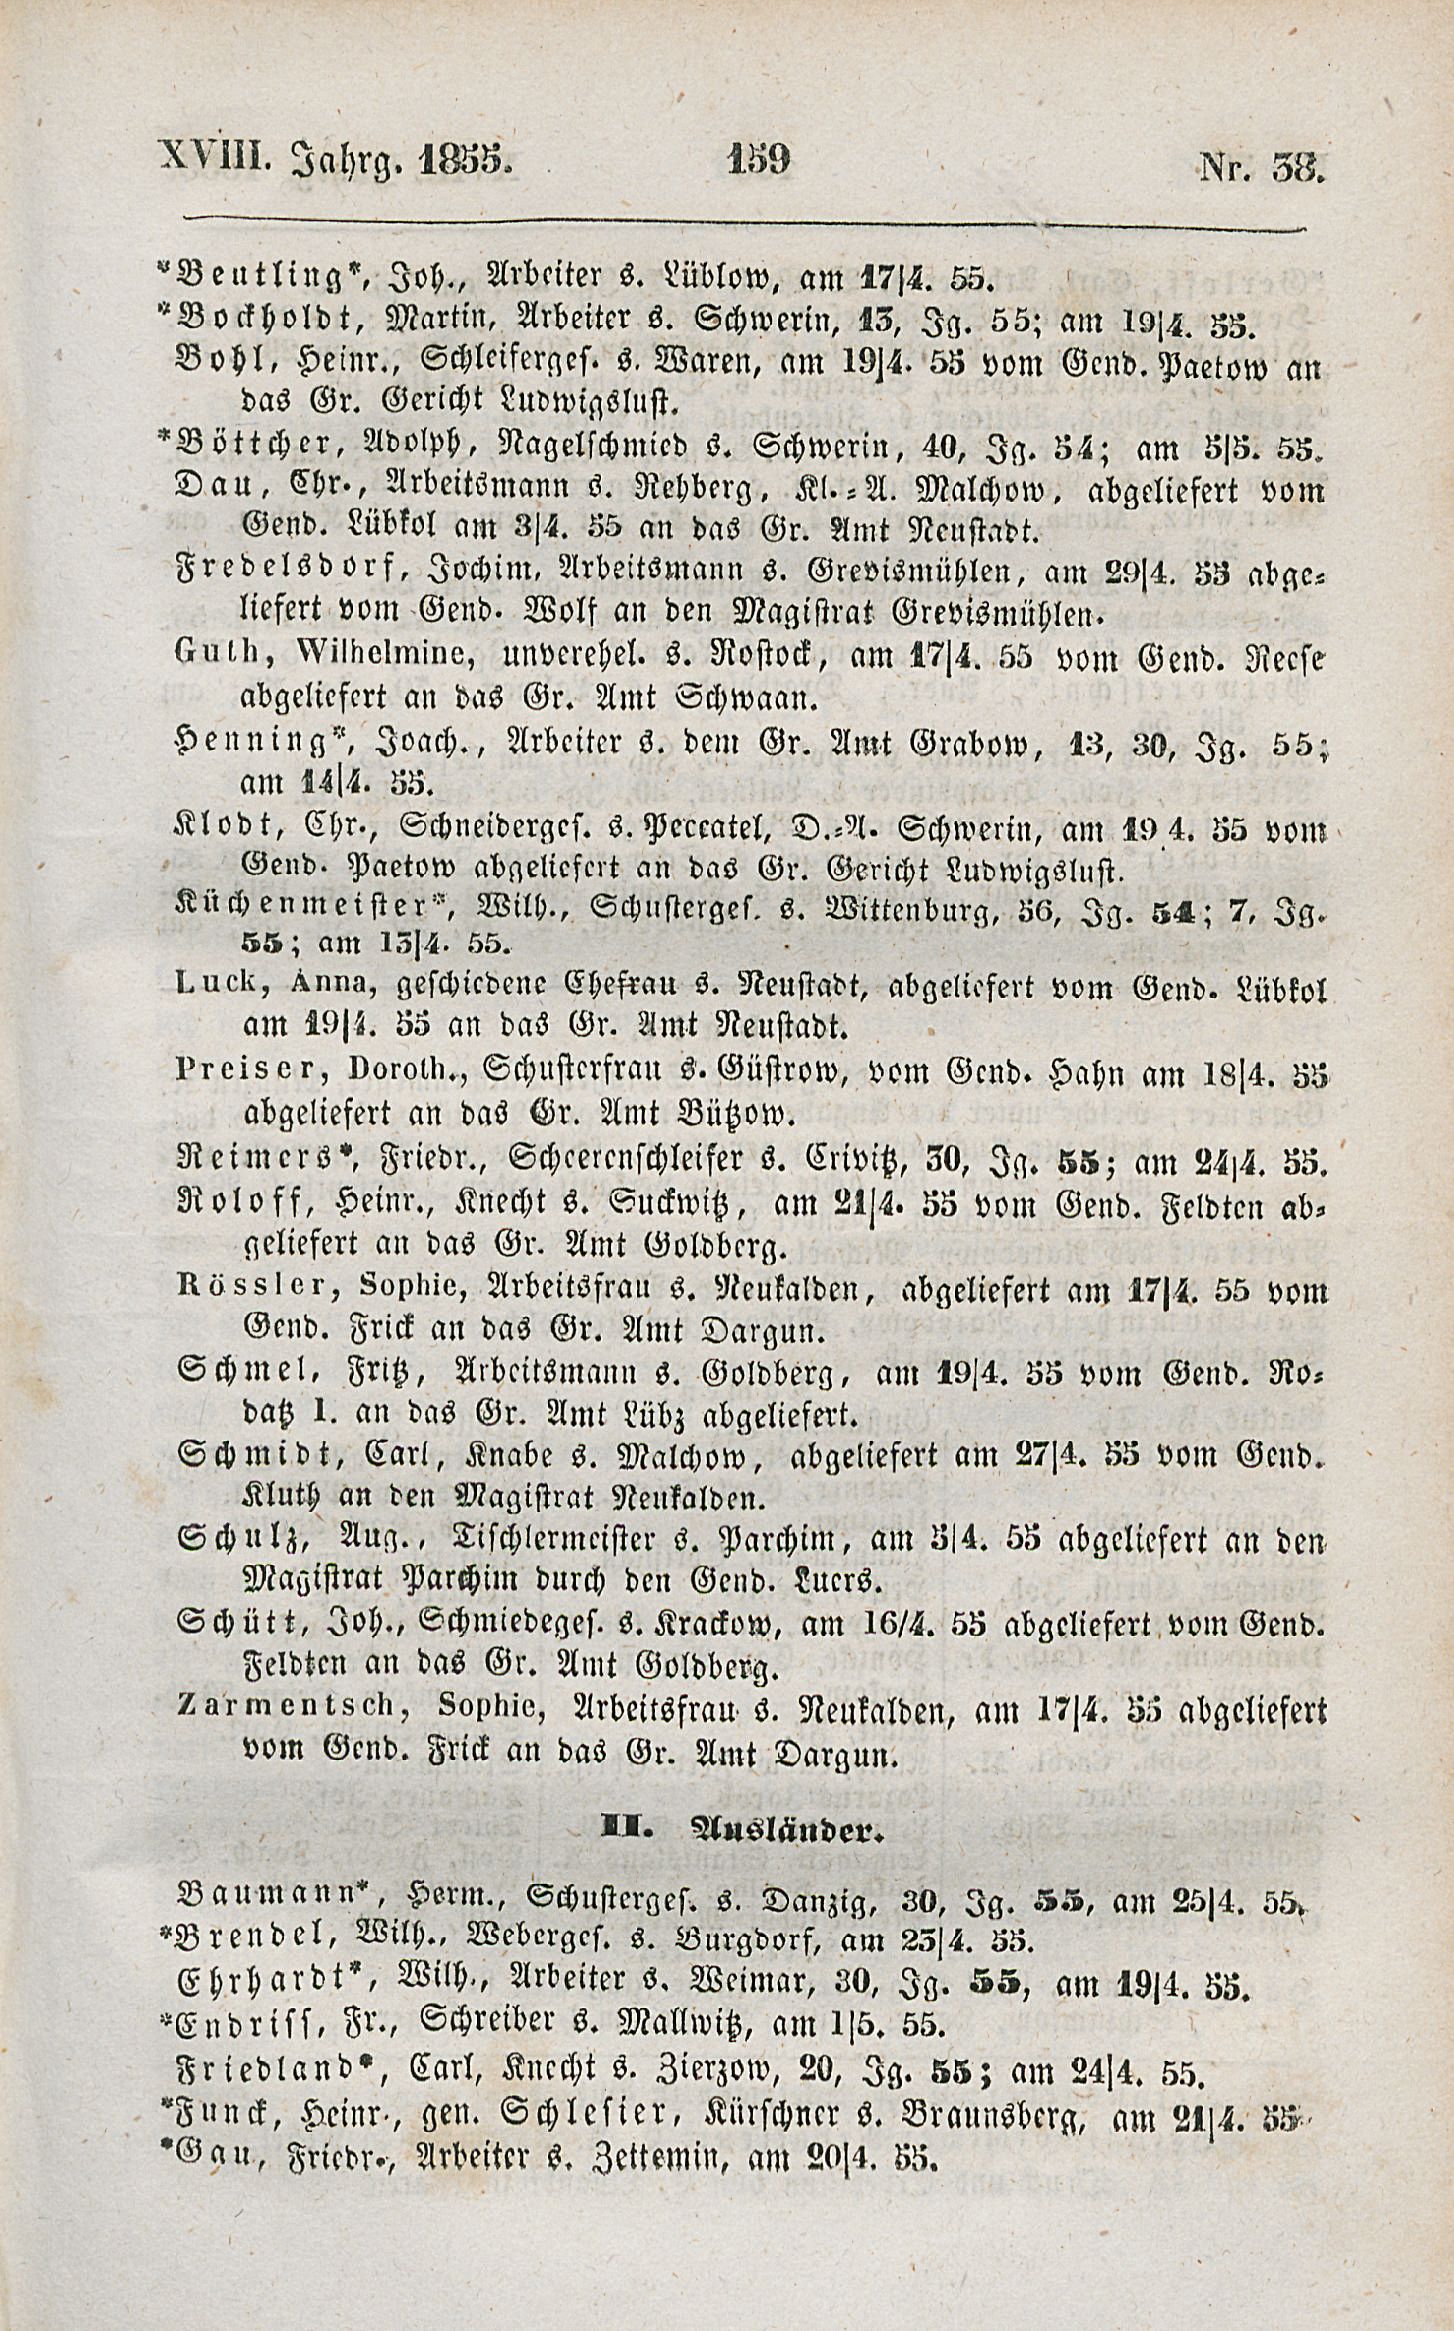 XVIII. Jahrg. 1855. 159 Nr. 38.
*Beutling*, Joh., Arbeiter s. Lüblow, am 17|4. 55.
*Bockholdt, Martin, Arbeiter s. Schwerin, 13, Jg. 55; am 19|4. 55.
Bohl, Heinr., Schleiferges. s. Waren, am 19|4. 55 vom Gend. Paetow an
das Gr. Gericht Ludwigslust.
*Böttcher, Adolph, Nagelschmied s. Schwerin, 40, Jg. 54; am 5|5. 55.
Dau, Chr., Arbeitsmann s. Rehberg, Kl.-A. Malchow, abgeliefert vom
Gend. Lübkol am 3|4. 55 an das Gr. Amt Neustadt.
Fredelsdorf, Jochim, Arbeitsmann s. Grevismühlen, am 29|4. 55 abge-
liefert vom Gend. Wolf an den Magistrat Grevismühlen.
Guth, Wilhelmine, unverehel. s. Rostock, am 17|4. 55 vom Gend. Reese
abgeliefert an das Gr. Amt Schwaan.
Henning*, Joach., Arbeiter s. dem Gr. Amt Grabow, 13, 30, Jg. 55;
am 14|4. 55.
Klodt, Chr., Schneiderges. s. Peccatel, D.-A. Schwerin, am 19 4. 55 vom
Gend. Paetow abgeliefert an das Gr. Gericht Ludwigslust.
Küchenmeister*, Wilh., Schusterges. s. Wittenburg, 56, Jg. 54; 7, Jg.
55; am 13|4. 55.
Luck, Anna, geschiedene Ehefrau s. Neustadt, abgeliefert vom Gend. Lübkol
am 19|4. 55 an das Gr. Amt Neustadt.
Preiser, Doroth., Schusterfrau s. Güstrow, vom Gend. Hahn am 18|4. 55
abgeliefert an das Gr. Amt Bützow.
Reimers*, Friedr., Scheerenschleifer s. Crivitz, 30, Jg. 55; am 24|4. 55.
Roloff, Heinr., Knecht s. Suckwitz, am 21|4. 55 vom Gend. Feldten ab-
geliefert an das Gr. Amt Goldberg.
Rössler, Sophie, Arbeitsfrau s. Neukalden, abgeliefert am 17|4. 55 vom
Gend. Frick an das Gr. Amt Dargun.
Schmel, Fritz, Arbeitsmann s. Goldberg, am 19|4. 55 vom Gend. Ro-
datz 1. an das Gr. Amt Lübz abgeliefert.
Schmidt, Carl, Knabe s. Malchow, abgeliefert am 27|4. 55 vom Gend.
Kluth an den Magistrat Neukalden.
Schulz, Aug., Tischlermeister s. Parchim, am 5|4. 55 abgeliefert an den
Magistrat Parchim durch den Gend. Luers.
Schütt, Joh., Schmiedeges. s. Krackow, am 16/4. 55 abgeliefert vom Gend.
Feldten an das Gr. Amt Goldberg.
Zarmentsch, Sophie, Arbeitsfrau s. Neukalden, am 17|4. 55 abgeliefert
vom Gend. Frick an das Gr. Amt Dargun.
II. Ausländer.
Baumann*, Herm., Schusterges. s. Danzig, 30, Jg. 55, am 25|4. 55.
*Brendel, Wilh., Weberges. s. Burgdorf, am 23|4. 55.
Ehrhardt*, Wilh., Arbeiter s. Weimar, 30, Jg. 55, am 19|4. 55.
*Endriss, Fr., Schreiber s. Mallwitz, am 1|5. 55.
Friedland*, Carl, Knecht s. Zierzow, 20, Jg. 55; am 24|4. 55.
*Funck, Heinr., gen. Schlesier, Kürschner s. Braunsberg, am 21|4. 55.
*Gau, Friedr., Arbeiter s. Zettemin, am 20|4. 55.